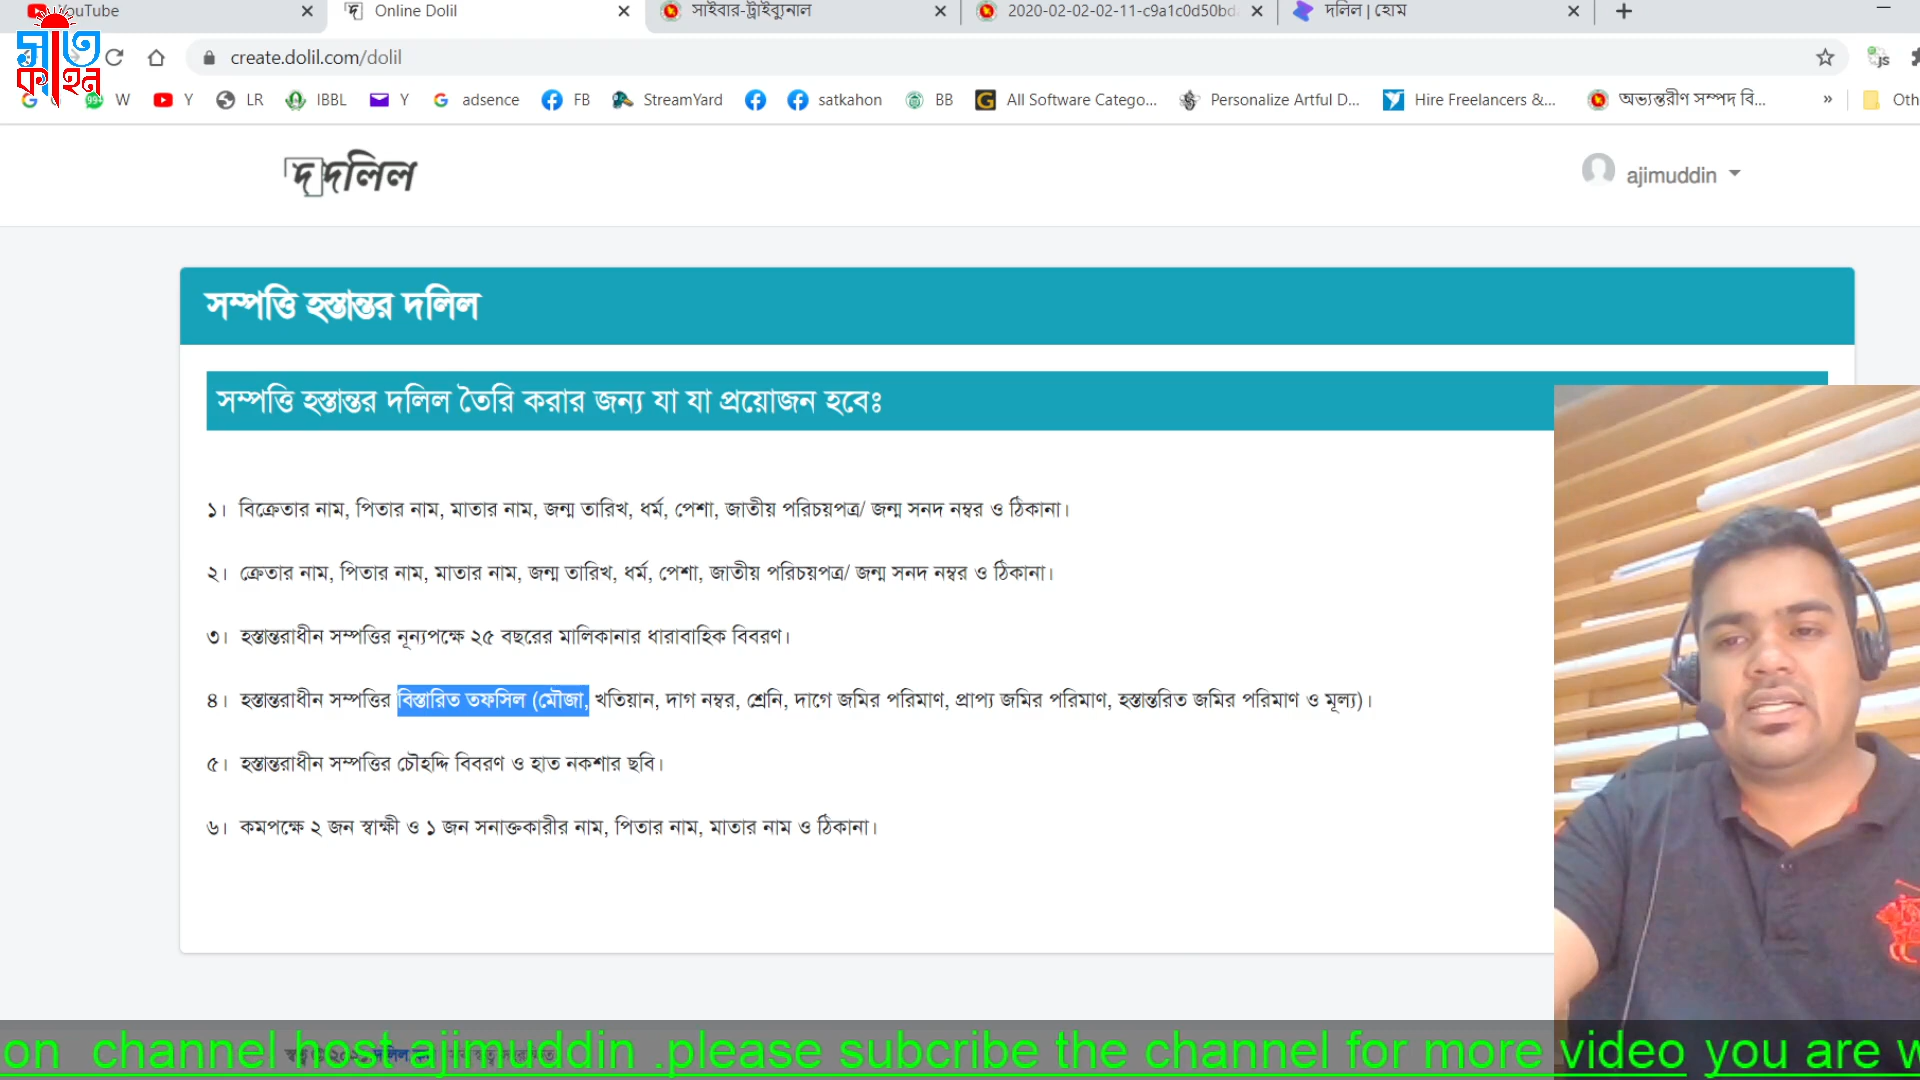 YouTube
Online Dolil
সাইবার-ট্রাইব্যুনাল
2020-02-02-02-11-c9a1c0d50bd
দলিল | হোম
সাত
কাহন
create.dolil.com/dolil
JS
99+
W
Y
LR
IBBL
Y
adsence
FB
StreamYard
satkahon
BB
All Software Catego...
Personalize Artful D...
Hire Freelancers &...
অভ্যন্তরীণ সম্পদ বি...
»
Oth
দ দলিল
ajimuddin
সম্পত্তি হস্তান্তর দলিল
সম্পত্তি হস্তান্তর দলিল তৈরি করার জন্য যা যা প্রয়োজন হবেঃ
১। বিক্রেতার নাম, পিতার নাম, মাতার নাম, জন্ম তারিখ, ধর্ম, পেশা, জাতীয় পরিচয়পত্র/ জন্ম সনদ নম্বর ও ঠিকানা।
২। ক্রেতার নাম, পিতার নাম, মাতার নাম, জন্ম তারিখ, ধর্ম, পেশা, জাতীয় পরিচয়পত্র/ জন্ম সনদ নম্বর ও ঠিকানা।
৩। হস্তান্তরাধীন সম্পত্তির নূন্যপক্ষে ২৫ বছরের মালিকানার ধারাবাহিক বিবরণ।
৪। হস্তান্তরাধীন সম্পত্তির বিস্তারিত তফসিল (মৌজা, খতিয়ান, দাগ নম্বর, শ্রেনি, দাগে জমির পরিমাণ, প্রাপ্য জমির পরিমাণ, হস্তান্তরিত জমির পরিমাণ ও মূল্য)।
৫। হস্তান্তরাধীন সম্পত্তির চৌহদ্দি বিবরণ ও হাত নকশার ছবি।
৬। কমপক্ষে ২ জন স্বাক্ষী ও ১ জন সনাক্তকারীর নাম, পিতার নাম, মাতার নাম ও ঠিকানা।
on channel host ajimuddin .please subcribe the channel for more video you are w